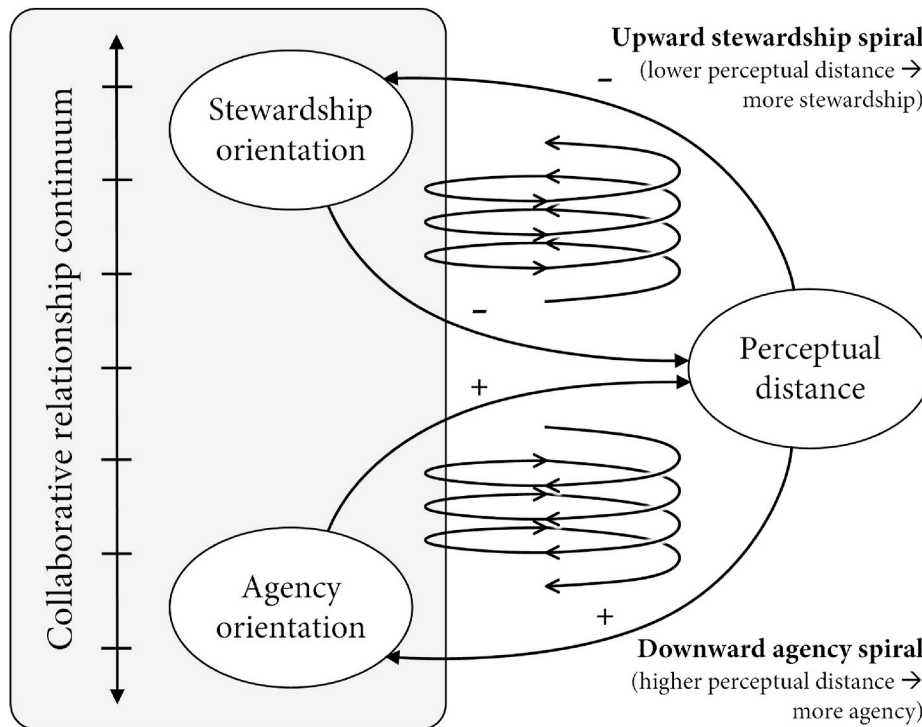 Upward stewardship spiral
(lower perceptual distance →
more stewardship)
–
Stewardship
orientation
Collaborative relationship continuum
–
Perceptual
distance
+
Agency
orientation
+
Downward agency spiral
(higher perceptual distance →
more agency)